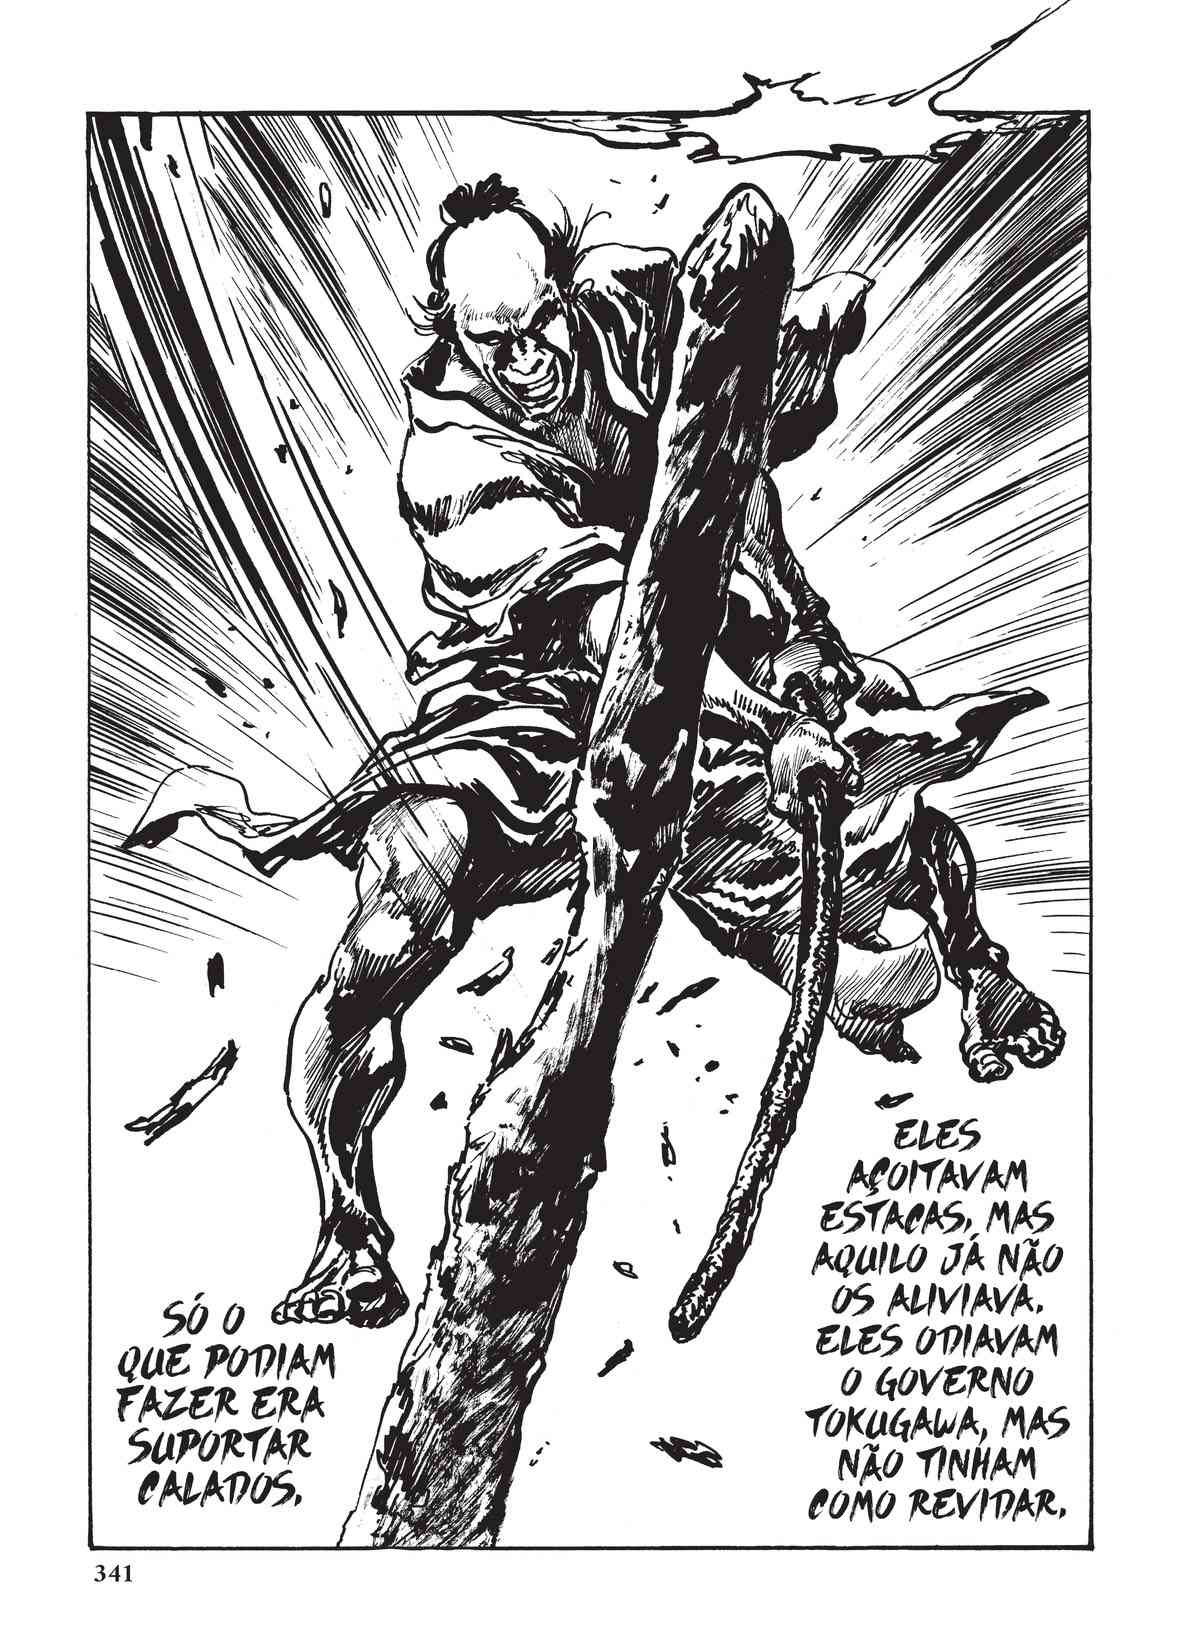 ELES
AÇOITAVAM
ESTACAS, MAS
AQUILO JÁ NÃO
OS ALIVIAVA.
ELES ODIAVAM
O GOVERNO
TOKUGAWA, MAS
NÃO TINHAM
COMO REVIDAR.
SÓ O
QUE PODIAM
FAZER ERA
SUPORTAR
CALADOS.
341